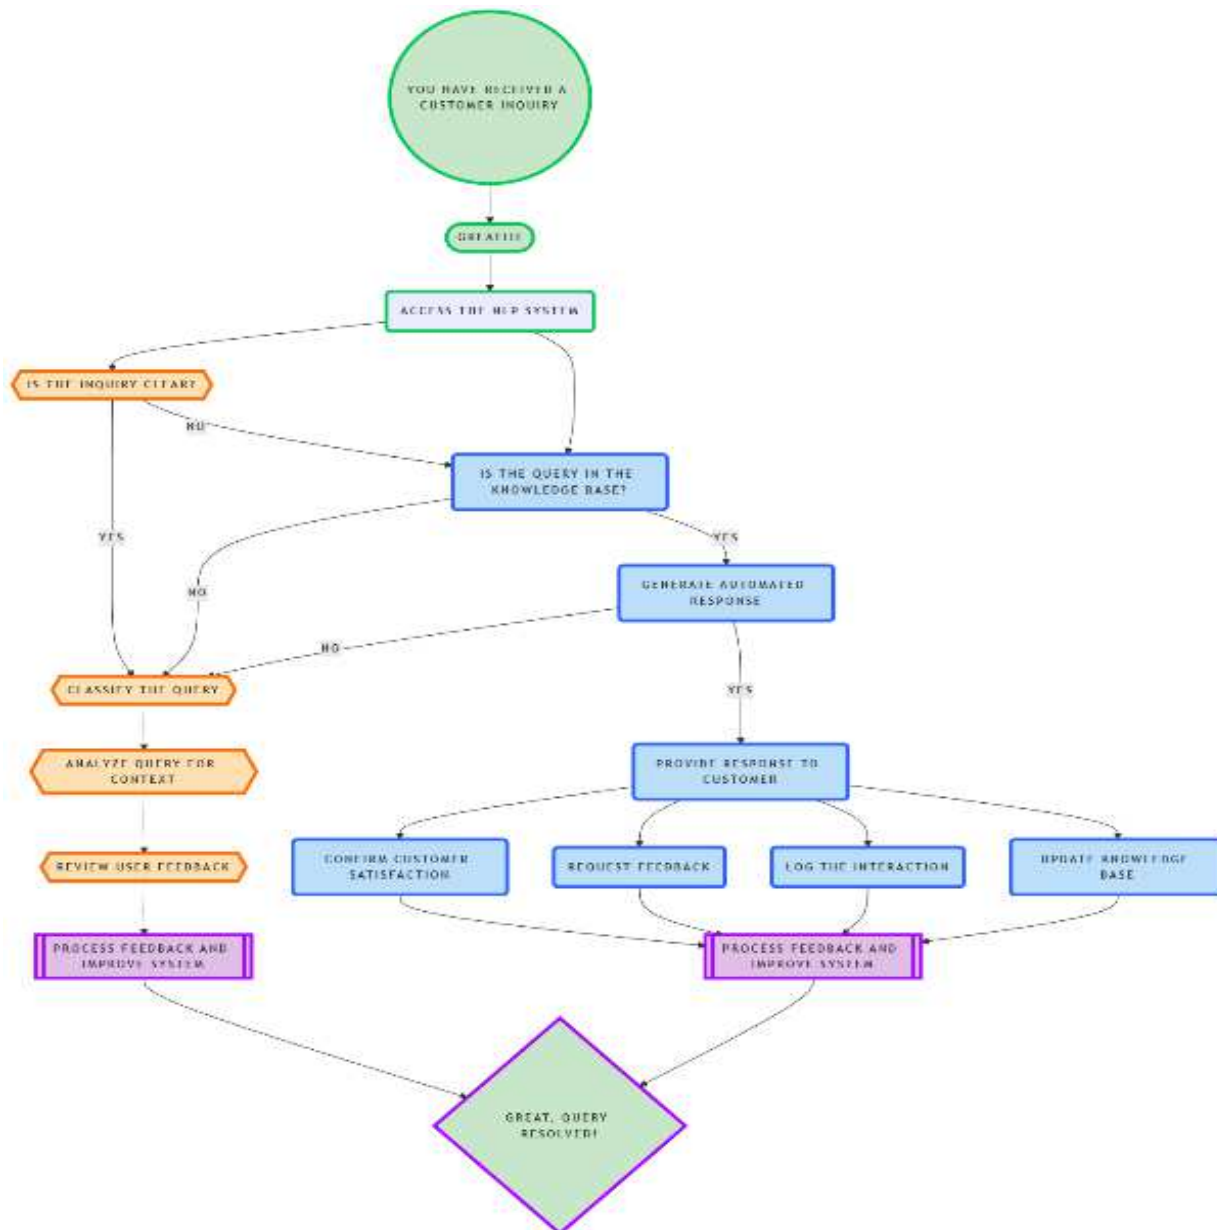 YOU HAVE RECEIVED A
CUSTOMER INQUIRY
ACCESS THE NLP SYSTEM
IS THE INQUIRY CLEAR?
NO
IS THE QUERY IN THE
KNOWLEDGE BASE?
YES
YES
NO
GENERATE AUTOMATED
RESPONSE
NO
CLASSIFY THE QUERY
YES
ANALYZE QUERY FOR
CONTEXT
PROVIDE RESPONSE TO
CUSTOMER
REVIEW USER FEEDBACK
CONFIRM CUSTOMER
SATISFACTION
REQUEST FEEDBACK
LOG THE INTERACTION
UPDATE KNOWLEDGE
BASE
PROCESS FEEDBACK AND
IMPROVE SYSTEM
PROCESS FEEDBACK AND
IMPROVE SYSTEM
GREAT, QUERY
RESOLVED!